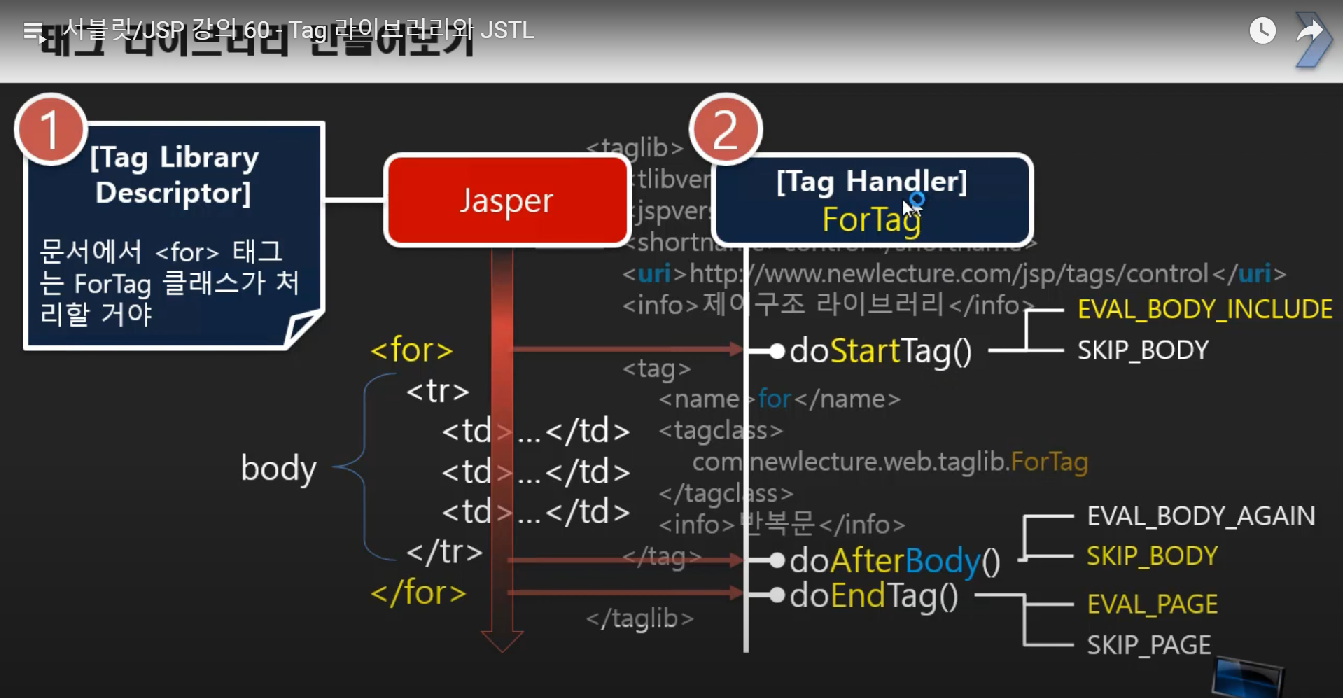 서블릿/JSP 강의 60 - Tag 라이브러리와 JSTL
태그 라이브러리 만들어보기
1
[Tag Library
Descriptor]
문서에서 <for> 태그
는 ForTag 클래스가 처
리할 거야
Jasper
2
[Tag Handler]
ForTag
<taglib>
<tlibver
<jspvers
<shortname>control</shortname>
<uri>http://www.newlecture.com/jsp/tags/control</uri>
<info>제어구조 라이브러리</info>
<tag>
<name>for</name>
<tagclass>
com.newlecture.web.taglib.ForTag
</tagclass>
<info>반복문</info>
</tag>
</taglib>
<for>
<tr>
<td>...</td>
<td>...</td>
<td>...</td>
</tr>
</for>
body
doStartTag()
EVAL_BODY_INCLUDE
SKIP_BODY
doAfterBody()
EVAL_BODY_AGAIN
SKIP_BODY
doEndTag()
EVAL_PAGE
SKIP_PAGE